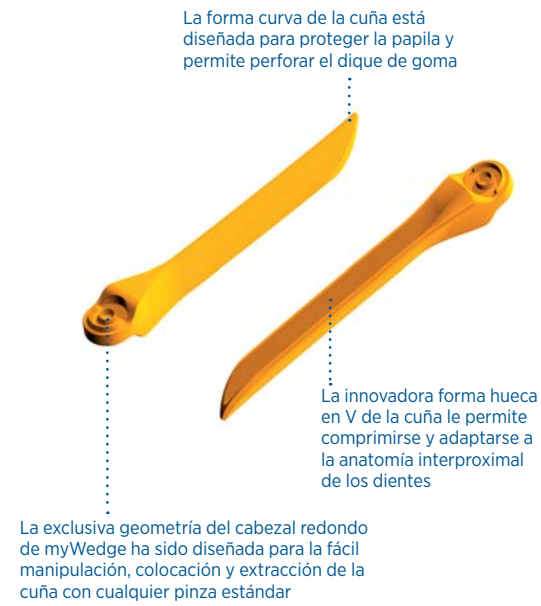 La forma curva de la cuña está
diseñada para proteger la papila y
permite perforar el dique de goma
La innovadora forma hueca
en V de la cuña le permite
comprimirse y adaptarse a
la anatomía interproximal
de los dientes
La exclusiva geometría del cabezal redondo
de myWedge ha sido diseñada para la fácil
manipulación, colocación y extracción de la
cuña con cualquier pinza estándar